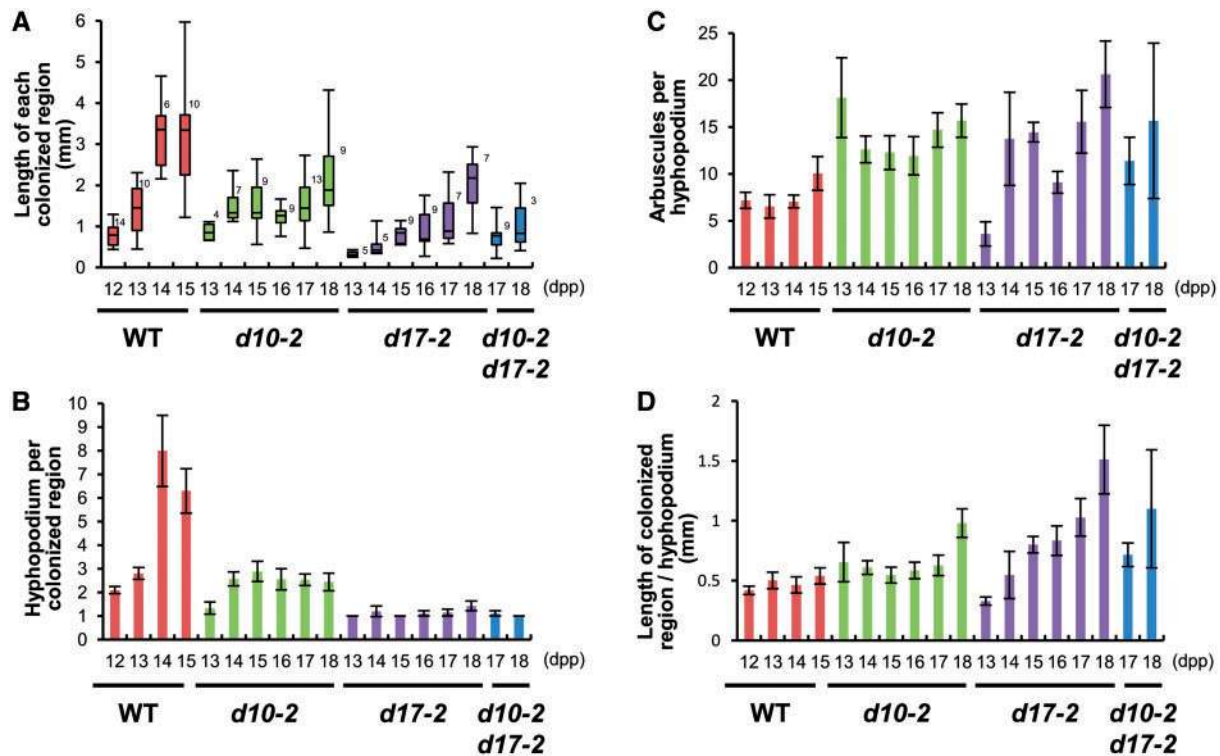 A
Length of each
colonized region
(mm)
6
5
4
3
2
1
0
14
10
6
10
4
7
9
9
13
9
5
5
9
9
7
7
9
3
12 13 14 15 13 14 15 16 17 18 13 14 15 16 17 18 17 18 (dpp)
WT d10-2 d17-2 d10-2
d17-2
C
Arbuscules per
hyphopodium
25
20
15
10
5
0
12 13 14 15 13 14 15 16 17 18 13 14 15 16 17 18 17 18 (dpp)
WT d10-2 d17-2 d10-2
d17-2
B
Hyphopodium per
colonized region
10
9
8
7
6
5
4
3
2
1
0
12 13 14 15 13 14 15 16 17 18 13 14 15 16 17 18 17 18 (dpp)
WT d10-2 d17-2 d10-2
d17-2
D
Length of colonized
region / hyphopodium
(mm)
2
1.5
1
0.5
0
12 13 14 15 13 14 15 16 17 18 13 14 15 16 17 18 17 18 (dpp)
WT d10-2 d17-2 d10-2
d17-2